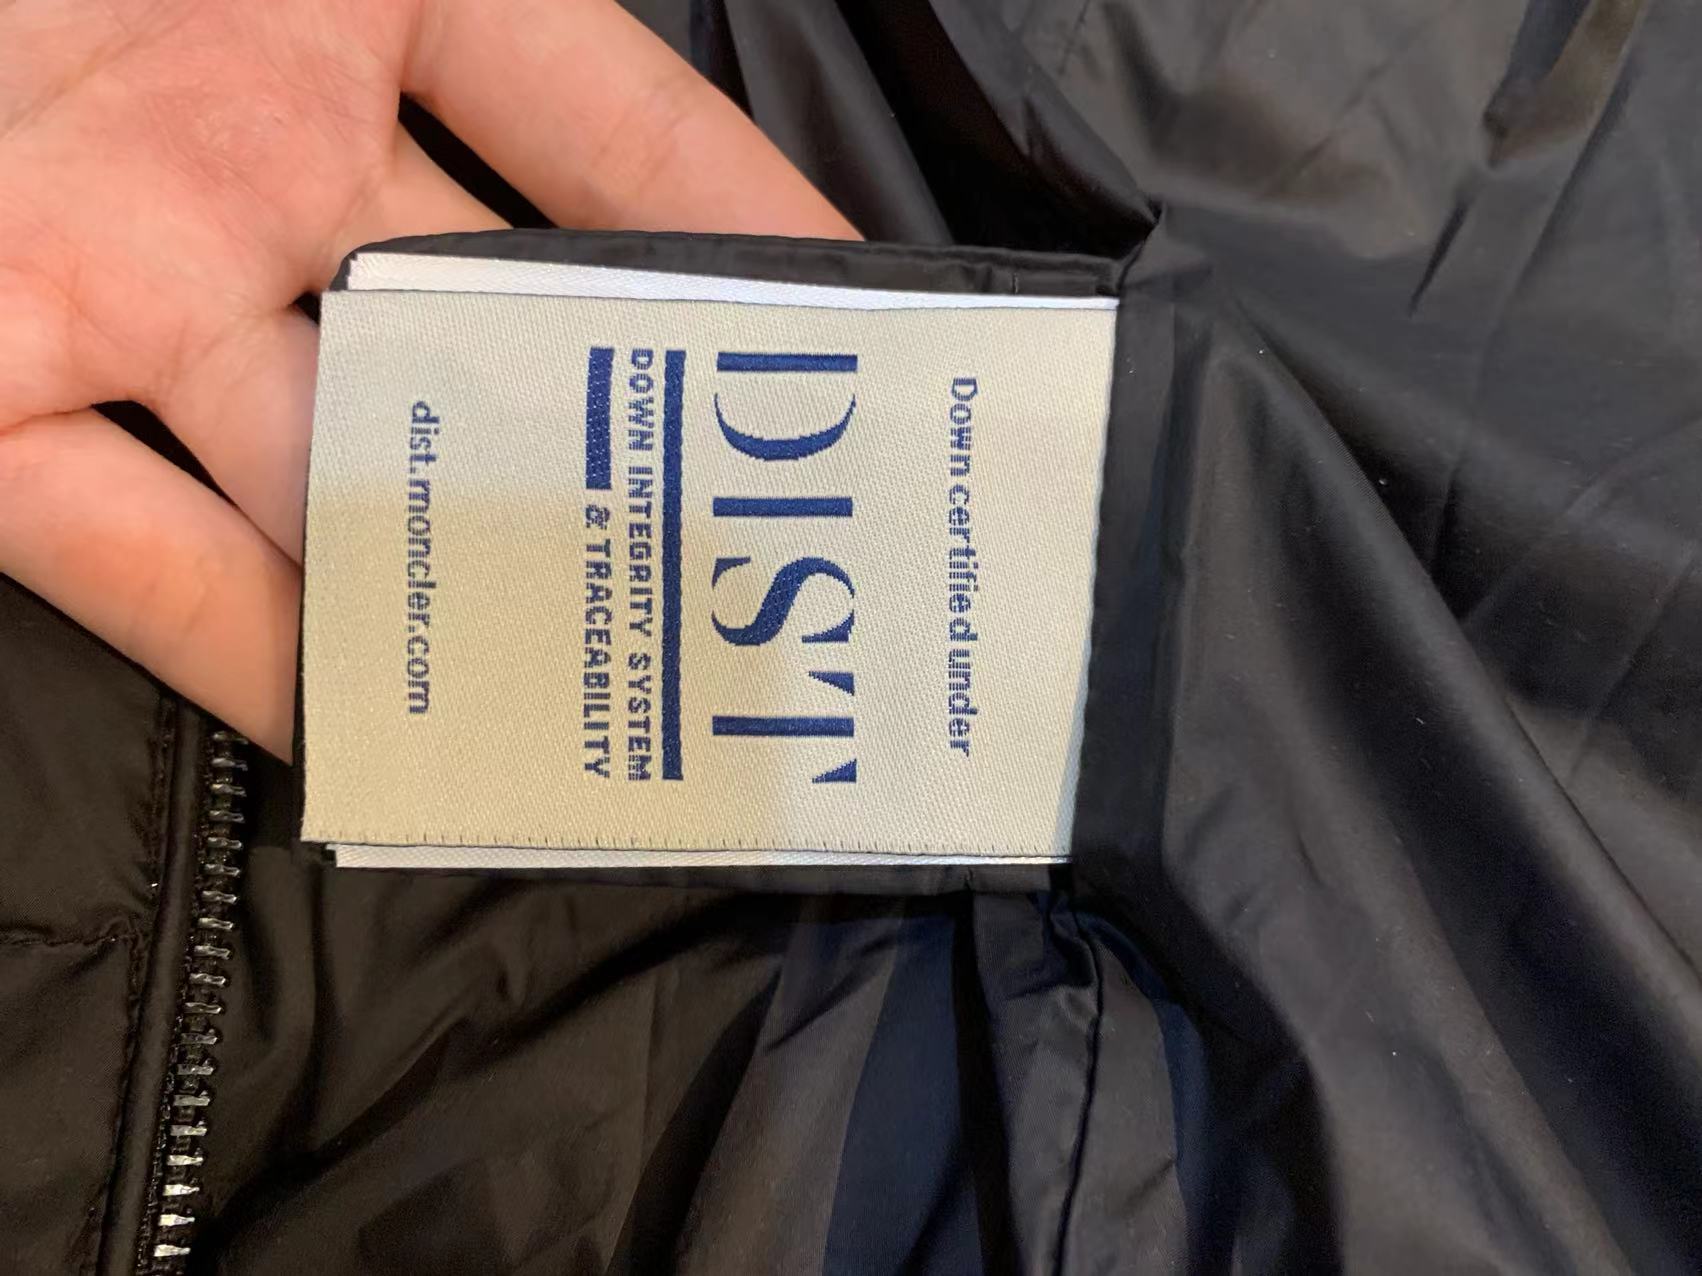 Down certified under
DIST
DOWN INTEGRITY SYSTEM
& TRACEABILITY
dist.moncler.com